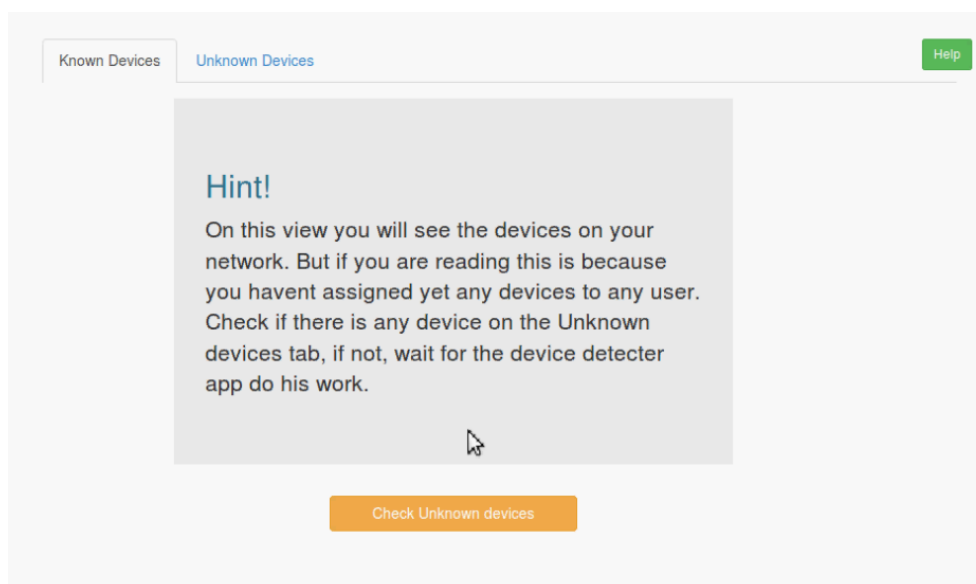 Known Devices
Unknown Devices
Help
Hint!
On this view you will see the devices on your
network. But if you are reading this is because
you havent assigned yet any devices to any user.
Check if there is any device on the Unknown
devices tab, if not, wait for the device detecter
app do his work.
Check Unknown devices